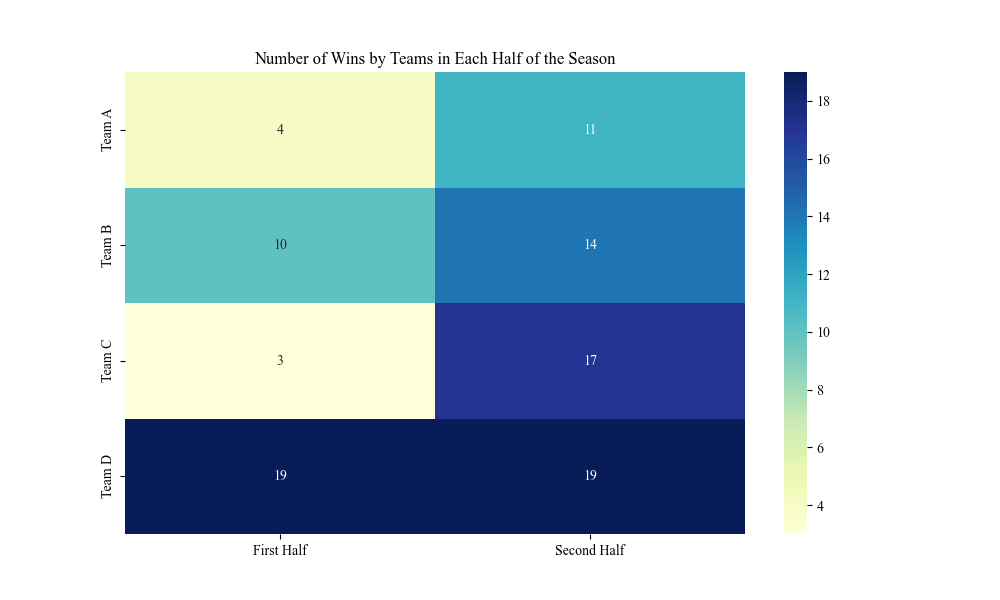 Number of Wins by Teams in Each Half of the Season
Team A
4
11
Team B
10
14
Team C
3
17
Team D
19
19
First Half
Second Half
18
16
14
12
10
8
6
4